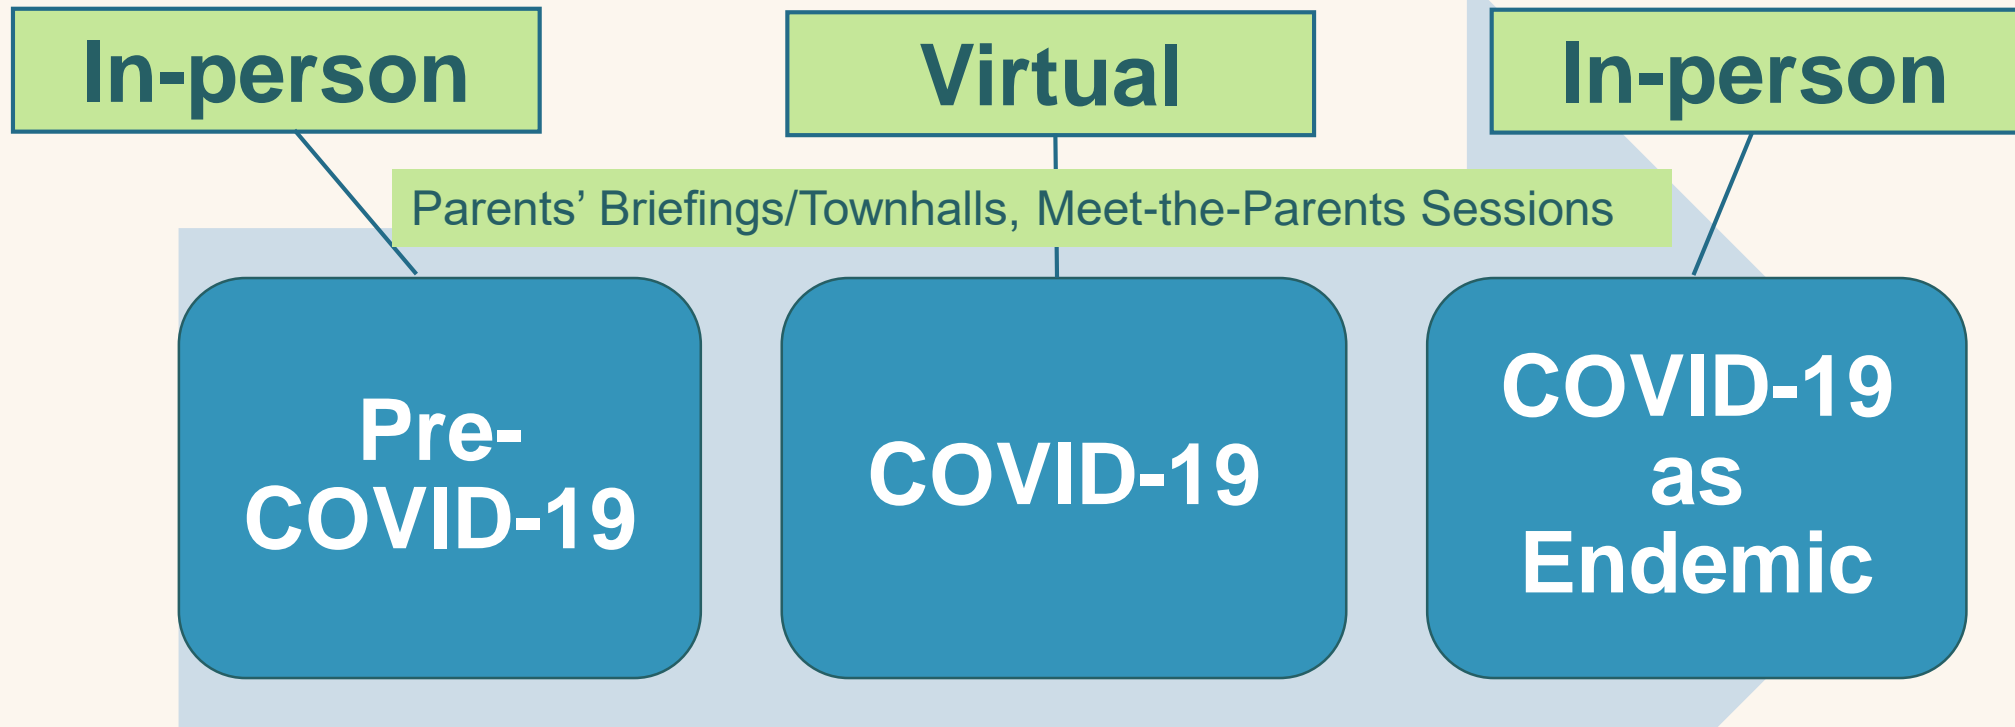 In-person
Virtual
In-person
Parents’ Briefings/Townhalls, Meet-the-Parents Sessions
Pre-
COVID-19
COVID-19
COVID-19
as
Endemic